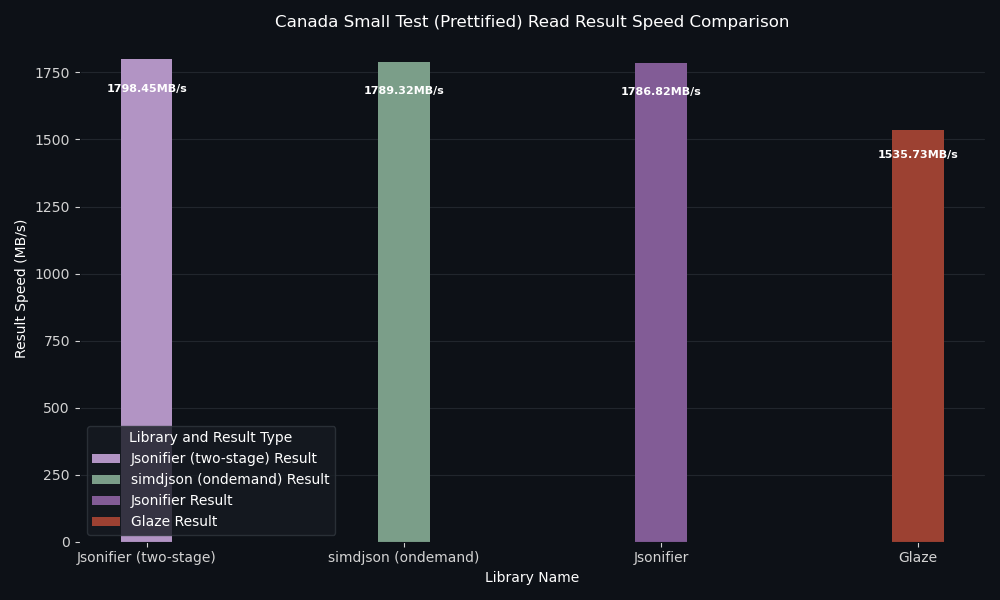 Canada Small Test (Prettified) Read Result Speed Comparison
Result Speed (MB/s)
1750
1500
1250
1000
750
500
250
0
1798.45MB/s
1789.32MB/s
1786.82MB/s
1535.73MB/s
Library and Result Type
Jsonifier (two-stage) Result
simdjson (ondemand) Result
Jsonifier Result
Glaze Result
Jsonifier (two-stage)
simdjson (ondemand)
Jsonifier
Glaze
Library Name